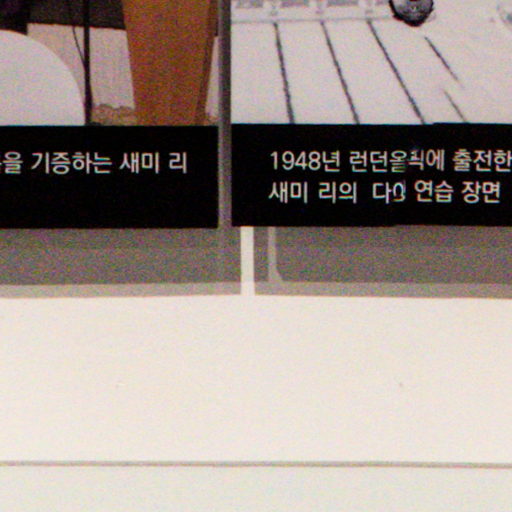 을 기증하는 새미 리
1948년 런던올림픽에 출전한
새미 리의 연습 장면